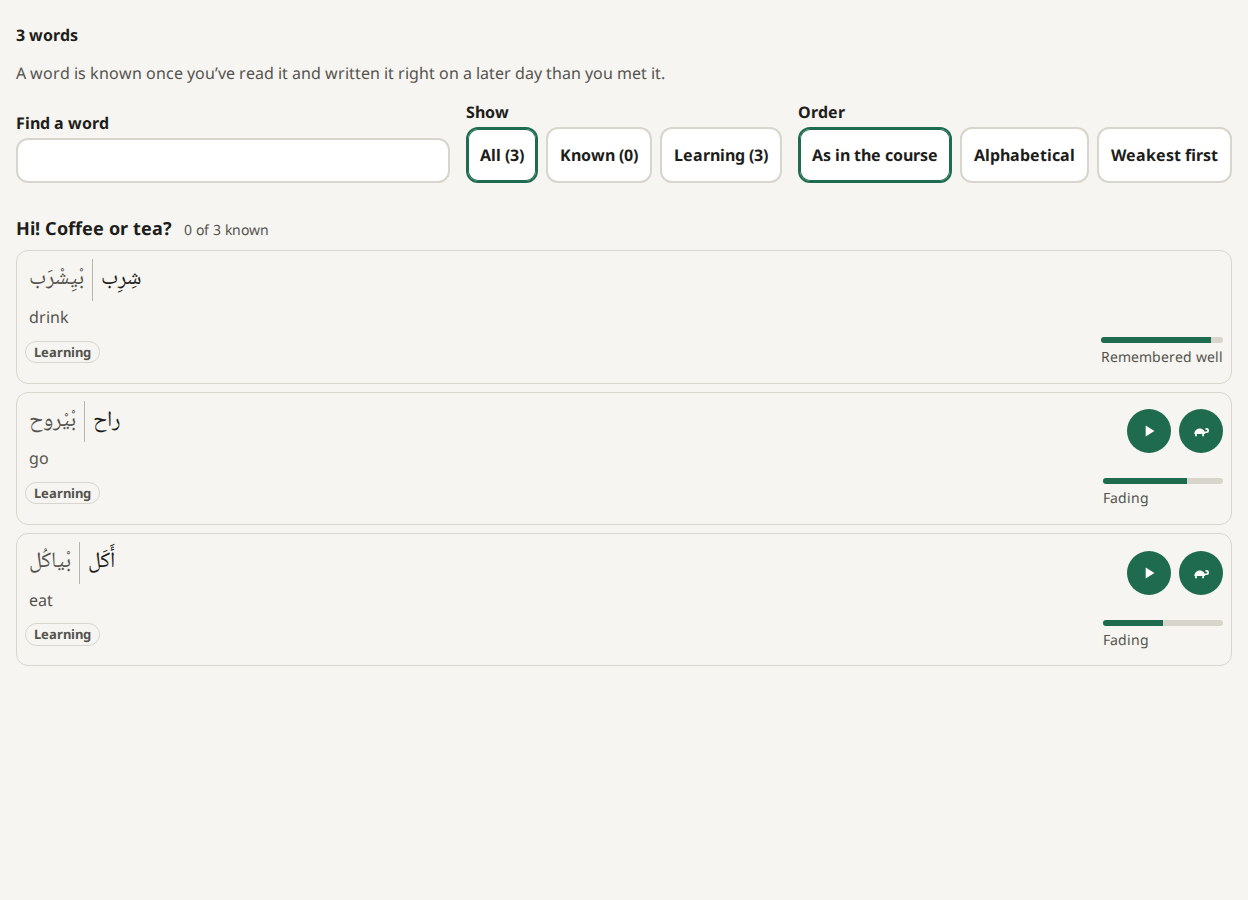 3 words
A word is known once you’ve read it and written it right on a later day than you met it.
Find a word
Show
All (3)
Known (0)
Learning (3)
Order
As in the course
Alphabetical
Weakest first
Hi! Coffee or tea? 0 of 3 known
شِرِب بْيِشْرَب
drink
Learning
Remembered well
راح بْيْروح
go
Learning
Fading
أَكَل بْياكُل
eat
Learning
Fading